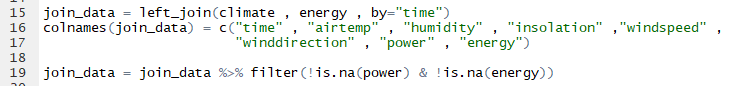 15 join_data = left_join(climate , energy , by="time")
16 colnames(join_data) = c("time" , "airtemp" , "humidity" , "insolation" ,"windspeed" ,
17 "winddirection" , "power" , "energy")
18
19 join_data = join_data %>% filter(!is.na(power) & !is.na(energy))